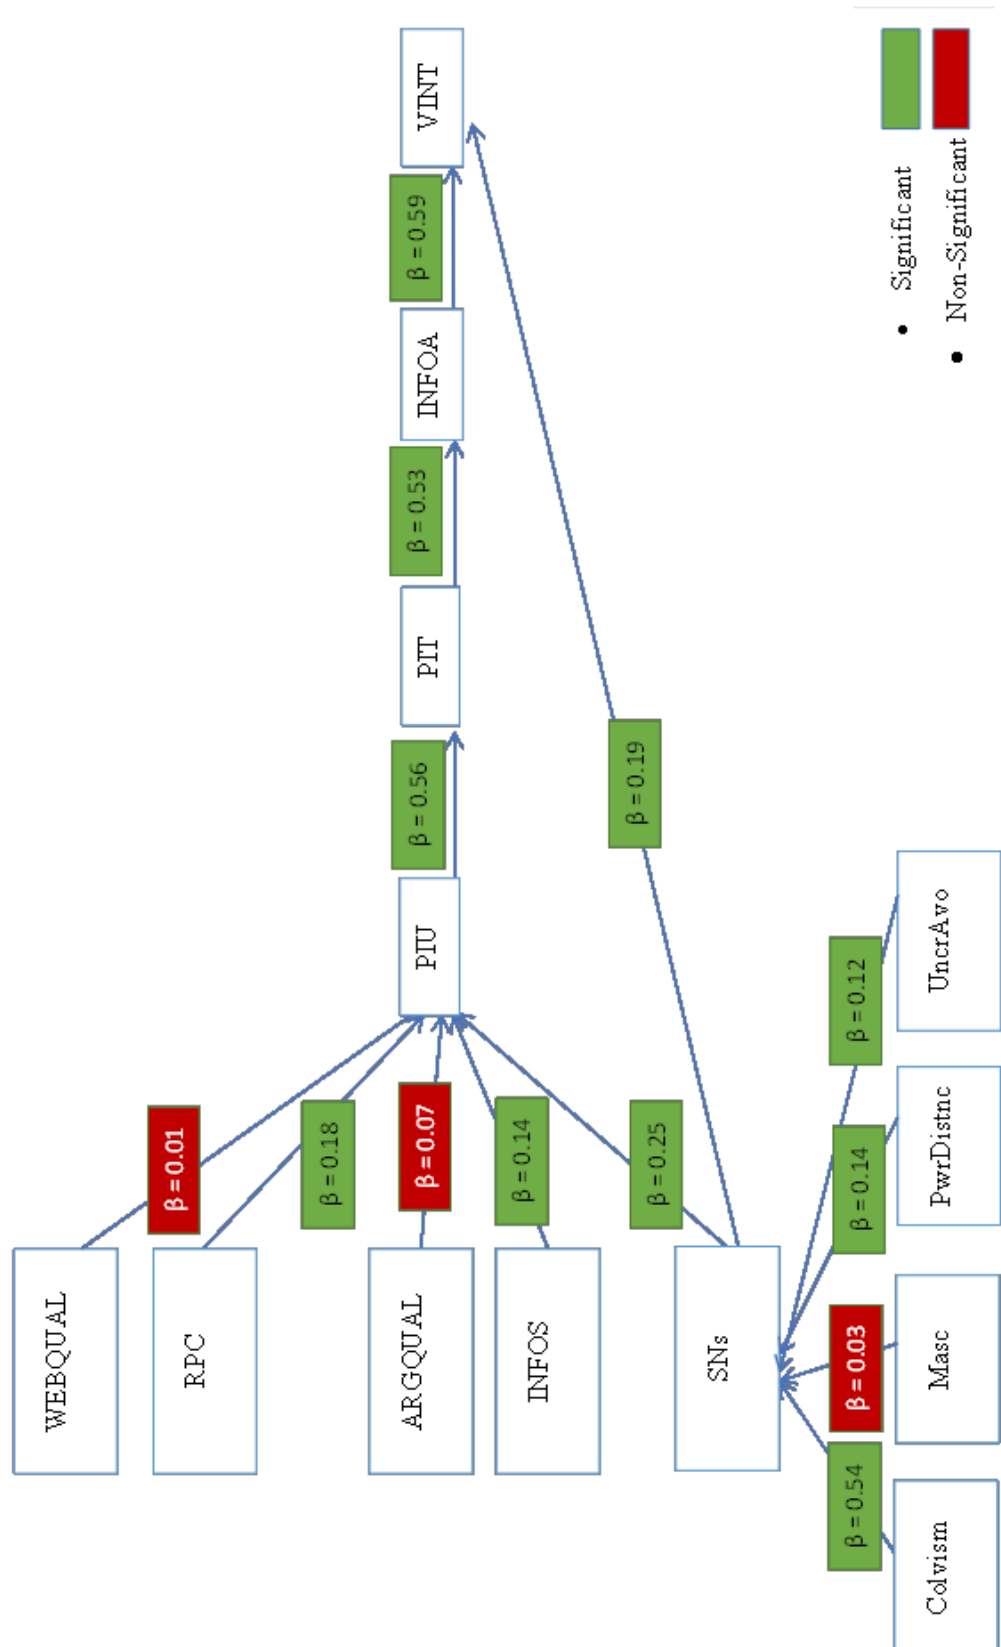 WEBQUAL
β = 0.01
RPC
β = 0.18
ARGQUAL
β = 0.07
INFOS
β = 0.14
PIU
β = 0.56
PIT
β = 0.53
INFOA
β = 0.59
VINT
SNs
β = 0.25
β = 0.19
Colvism
β = 0.54
Masc
β = 0.03
PwrDistnc
β = 0.14
UncrAvo
β = 0.12
• Significant
• Non-Significant